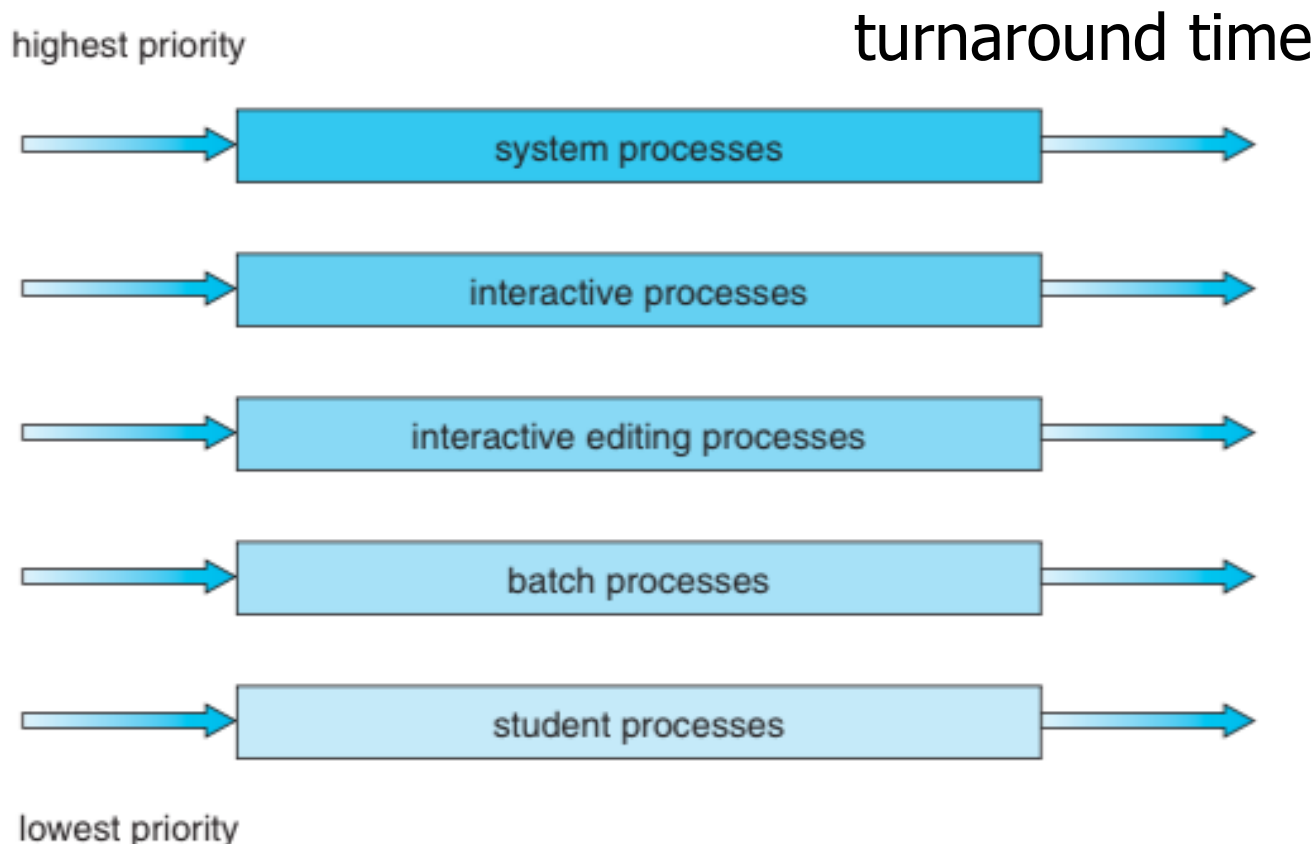 highest priority
turnaround time
system processes
interactive processes
interactive editing processes
batch processes
student processes
lowest priority